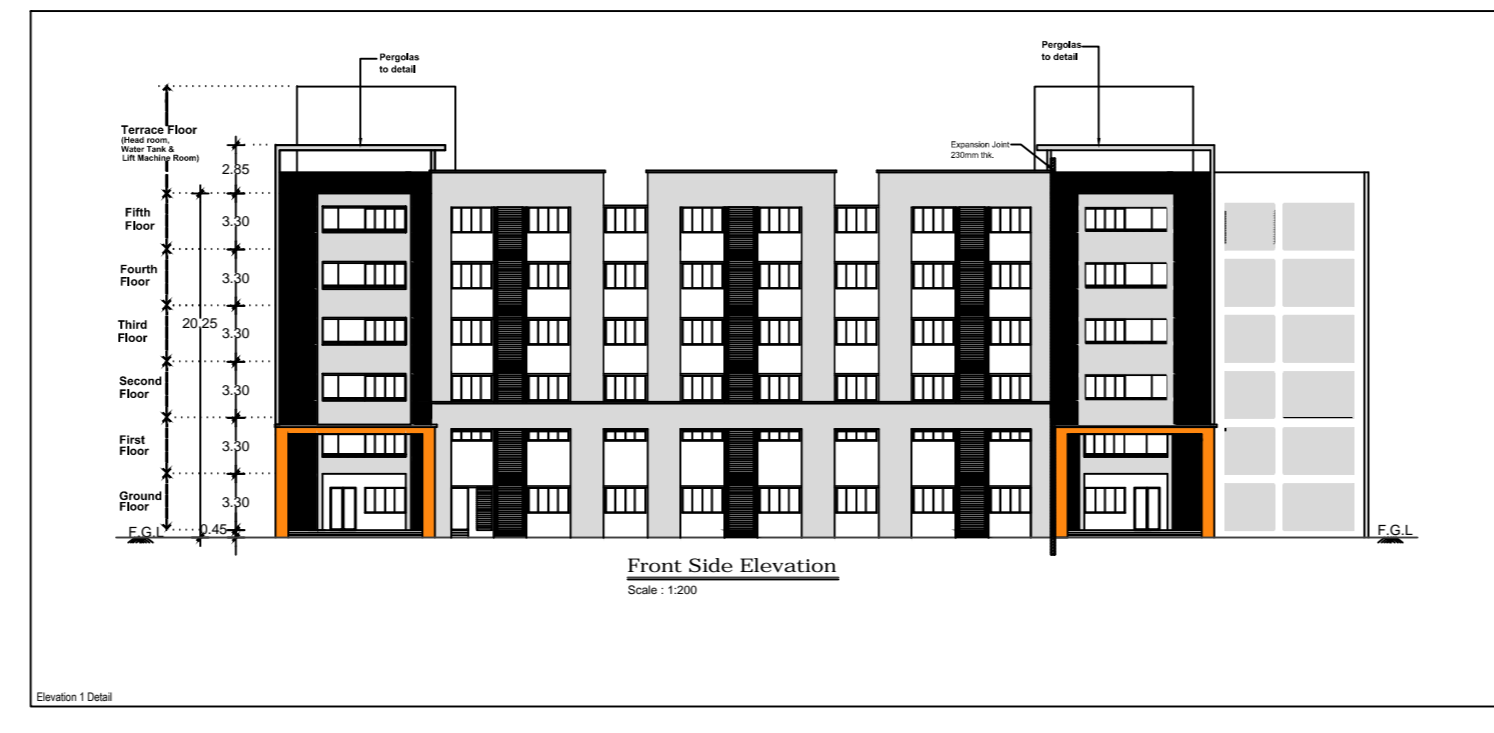 Pergolas
to detail
Pergolas
to detail
Terrace Floor
(Head room,
Water Tank &
Lift Machine Room)
Expansion Joint
230mm thk.
2.85
Fifth
Floor
3.30
Fourth
Floor
3.30
Third
Floor
20.25
3.30
Second
Floor
3.30
First
Floor
3.30
Ground
Floor
3.30
F.G.L
0.45
F.G.L
Front Side Elevation
Scale : 1:200
Elevation 1 Detail